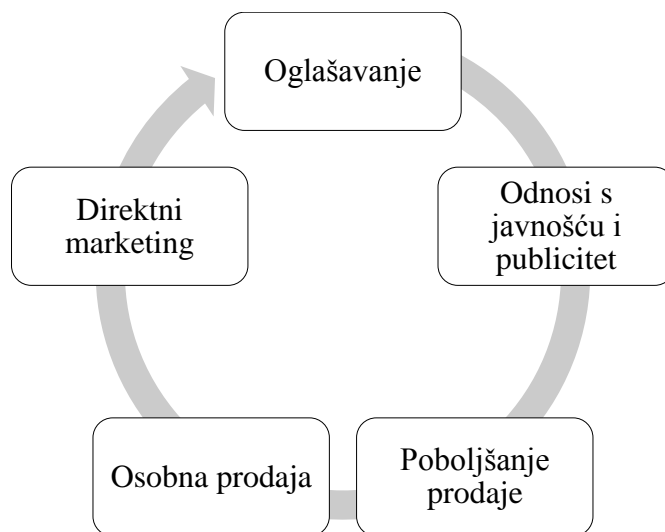 Oglašavanje
Odnosi s
javnošću i
publicitet
Poboljšanje
prodaje
Osobna prodaja
Direktni
marketing